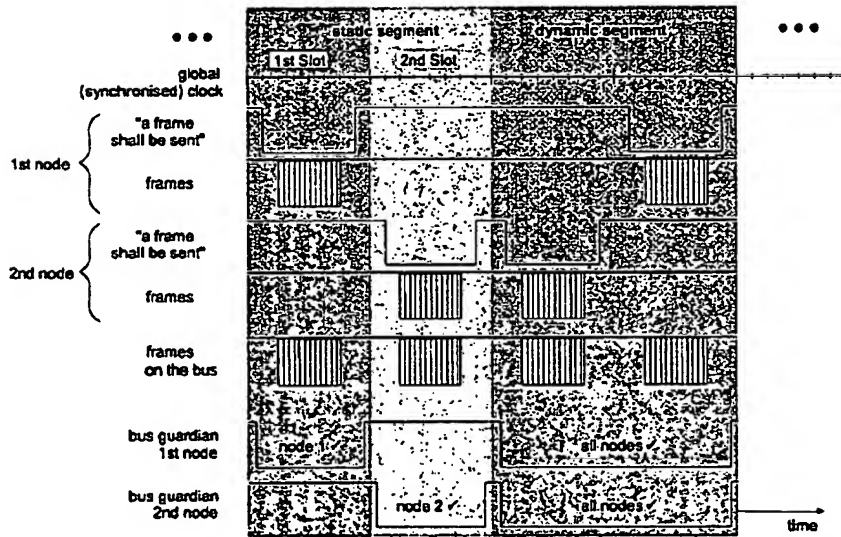 static segment
dynamic segment
1st Slot
2nd Slot
global
(synchronised) clock
1st node
"a frame
shall be sent"
frames
2nd node
"a frame
shall be sent"
frames
frames
on the bus
bus guardian
1st node
node 1
all nodes ✓
bus guardian
2nd node
node 2 ✓
all nodes ✓
time